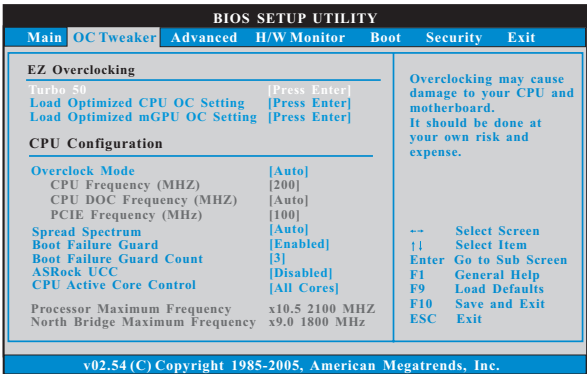 BIOS SETUP UTILITY
Main OC Tweaker Advanced H/W Monitor Boot Security Exit
EZ Overclocking
Turbo 50 [Press Enter]
Load Optimized CPU OC Setting [Press Enter]
Load Optimized mGPU OC Setting [Press Enter]
CPU Configuration
Overclock Mode [Auto]
CPU Frequency (MHZ) [200]
CPU DOC Frequency (MHZ) [Auto]
PCIE Frequency (MHz) [100]
Spread Spectrum [Auto]
Boot Failure Guard [Enabled]
Boot Failure Guard Count [3]
ASRock UCC [Disabled]
CPU Active Core Control [All Cores]
Processor Maximum Frequency x10.5 2100 MHZ
North Bridge Maximum Frequency x9.0 1800 MHz
Overclocking may cause
damage to your CPU and
motherboard.
It should be done at
your own risk and
expense.
←→ Select Screen
↑↓ Select Item
Enter Go to Sub Screen
F1 General Help
F9 Load Defaults
F10 Save and Exit
ESC Exit
v02.54 (C) Copyright 1985-2005, American Megatrends, Inc.